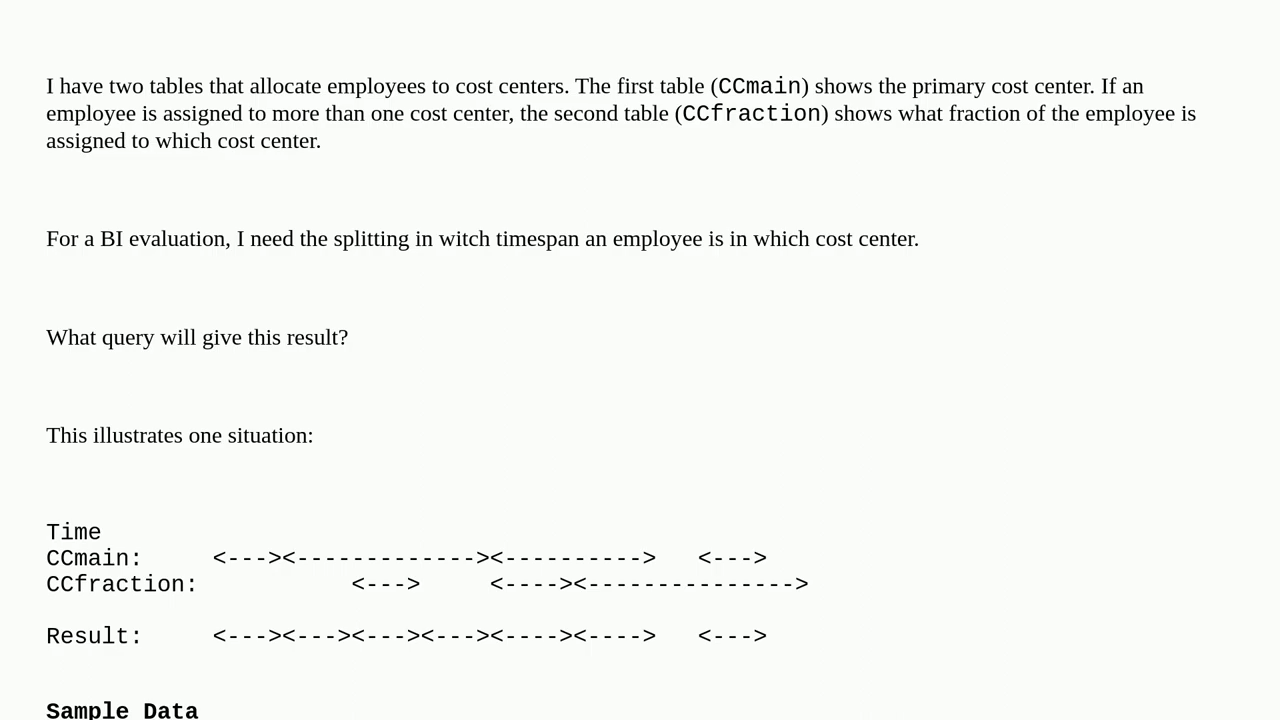 I have two tables that allocate employees to cost centers. The first table (CCmain) shows the primary cost center. If an
employee is assigned to more than one cost center, the second table (CCfraction) shows what fraction of the employee is
assigned to which cost center.
For a BI evaluation, I need the splitting in witch timespan an employee is in which cost center.
What query will give this result?
This illustrates one situation:
Time
CCmain:     <---><-------------><---------->   <--->
CCfraction:           <--->     <----><--------------->
Result:     <---><---><---><---><----><---->   <--->
Sample Data